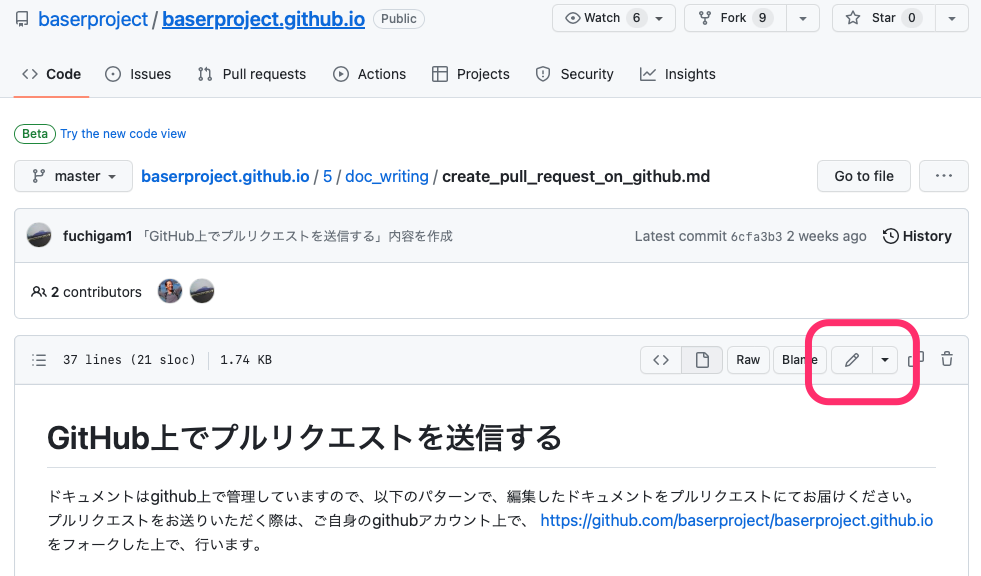 baserproject / baserproject.github.io Public Watch 6 Fork 9 Star 0
Code Issues Pull requests Actions Projects Security Insights
Beta Try the new code view
master baserproject.github.io / 5 / doc_writing / create_pull_request_on_github.md Go to file ...
fuchigam1 「GitHub上でプルリクエストを送信する」内容を作成 Latest commit 6cfa3b3 2 weeks ago History
2 contributors
37 lines (21 sloc) 1.74 KB <> Raw Blame
GitHub上でプルリクエストを送信する
ドキュメントはgithub上で管理していますので、以下のパターンで、編集したドキュメントをプルリクエストにてお届けください。
プルリクエストをお送りいただく際は、ご自身のgithubアカウント上で、 https://github.com/baserproject/baserproject.github.io
をフォークした上で、行います。